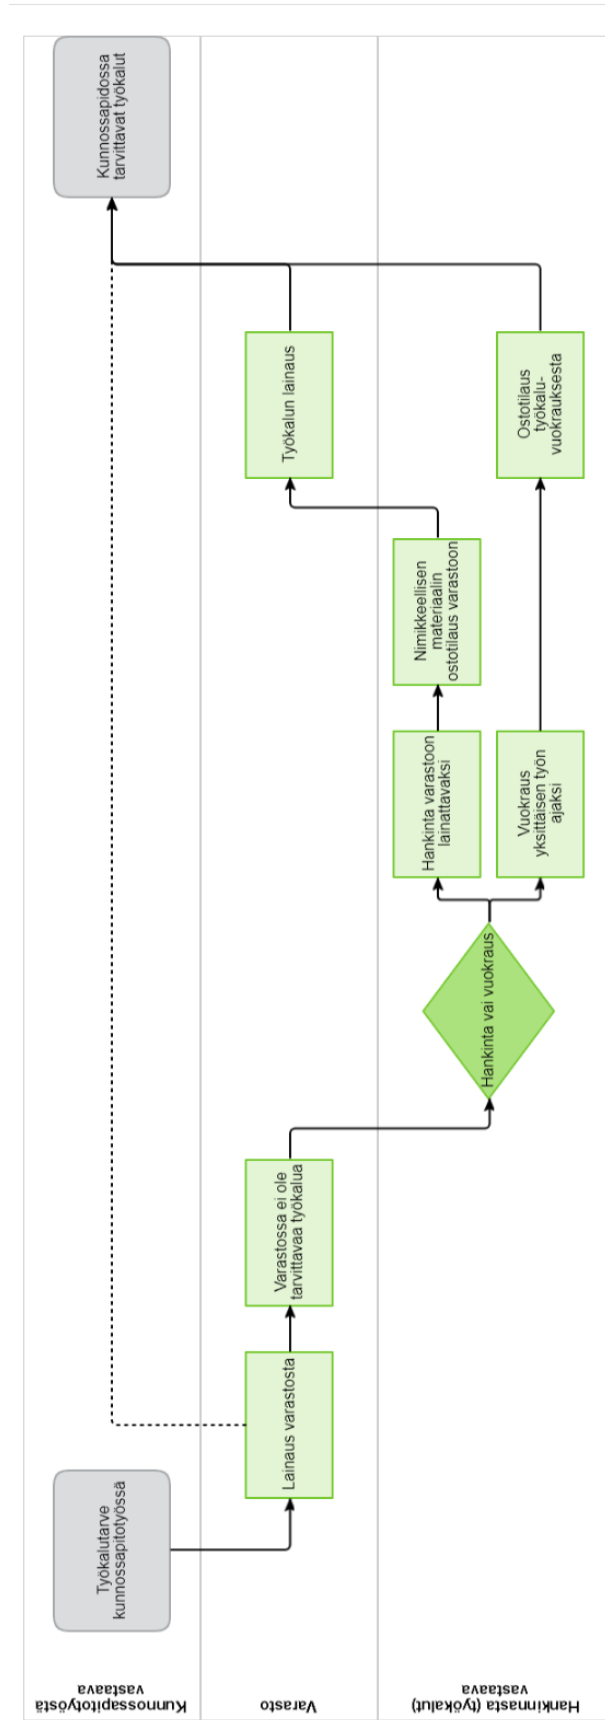 Kunnossapitotyöstä
vastaava
Varasto
Hankinnasta (työkalut)
vastaava
Työkalutarve
kunnossapitotyössä
Lainaus varastosta
Varastossa ei ole
tarvittavaa työkalua
Hankinta vai vuokraus
Hankinta varastoon
lainattavaksi
Vuokraus
yksittäisen työn
ajaksi
Nimikkeellisen
materiaalin
ostotilaus varastoon
Työkalun lainaus
Ostotilaus
työkalu-
vuokrauksesta
Kunnossapidossa
tarvittavat työkalut